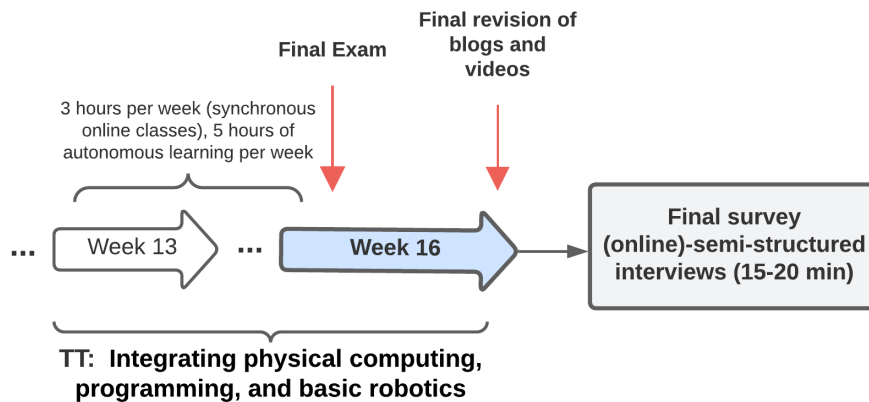 Final Exam
Final revision of
blogs and
videos
3 hours per week (synchronous
online classes), 5 hours of
autonomous learning per week
...
Week 13
...
Week 16
Final survey
(online)-semi-structured
interviews (15-20 min)
TT: Integrating physical computing,
programming, and basic robotics